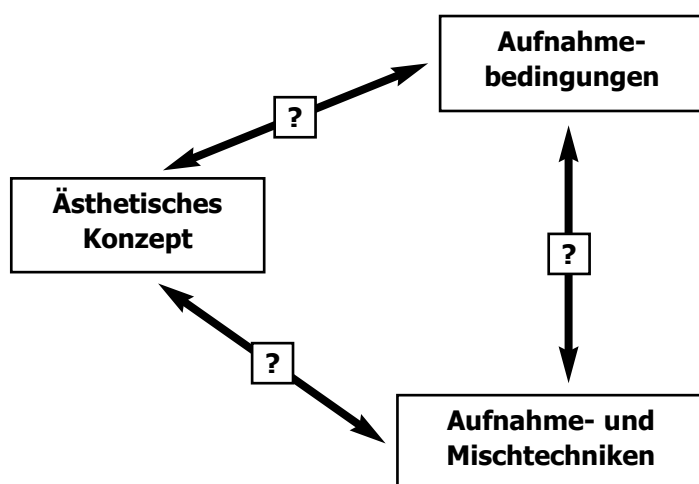 Aufnahme-
bedingungen
?
Ästhetisches
Konzept
?
?
Aufnahme- und
Mischtechniken